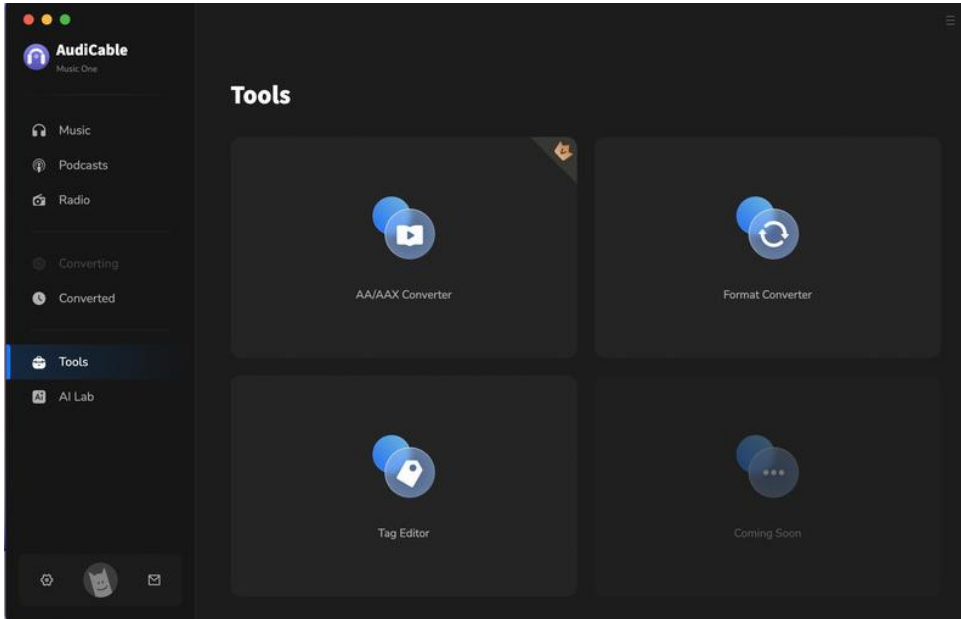 AudiCable
Music One
Music
Podcasts
Radio
Converting
Converted
Tools
AI Lab
Tools
AA/AAX Converter
Format Converter
Tag Editor
Coming Soon